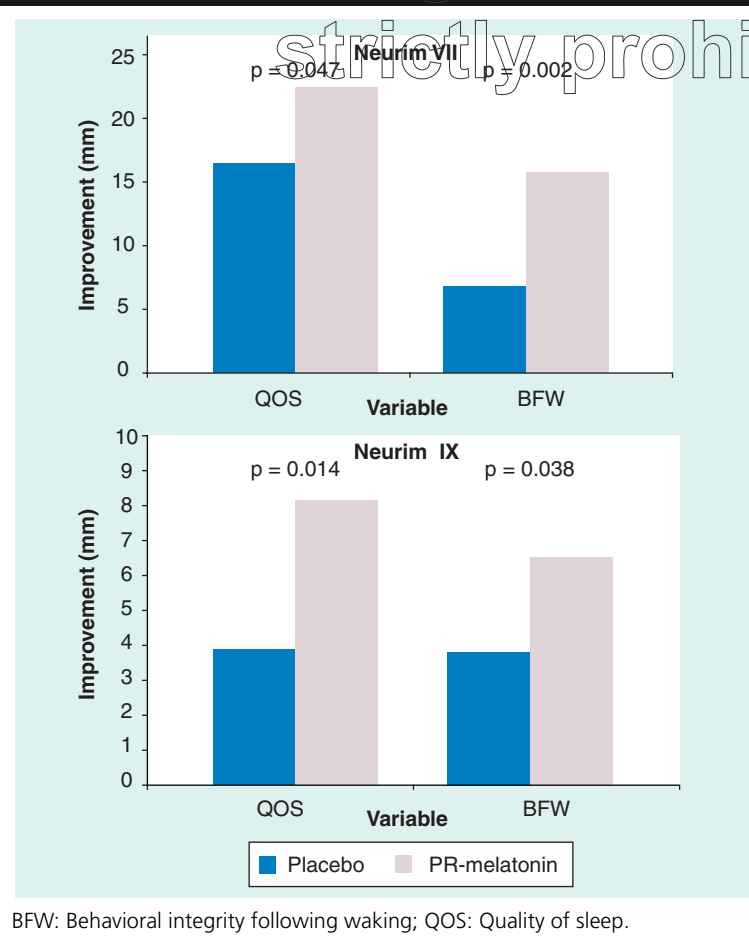 strictly prohi
Neurim VII
p = 0.047 p = 0.002
Improvement (mm)
25
20
15
10
5
0
QOS BFW
Variable
Neurim IX
p = 0.014 p = 0.038
Improvement (mm)
10
9
8
7
6
5
4
3
2
1
0
QOS BFW
Variable
Placebo PR-melatonin
BFW: Behavioral integrity following waking; QOS: Quality of sleep.